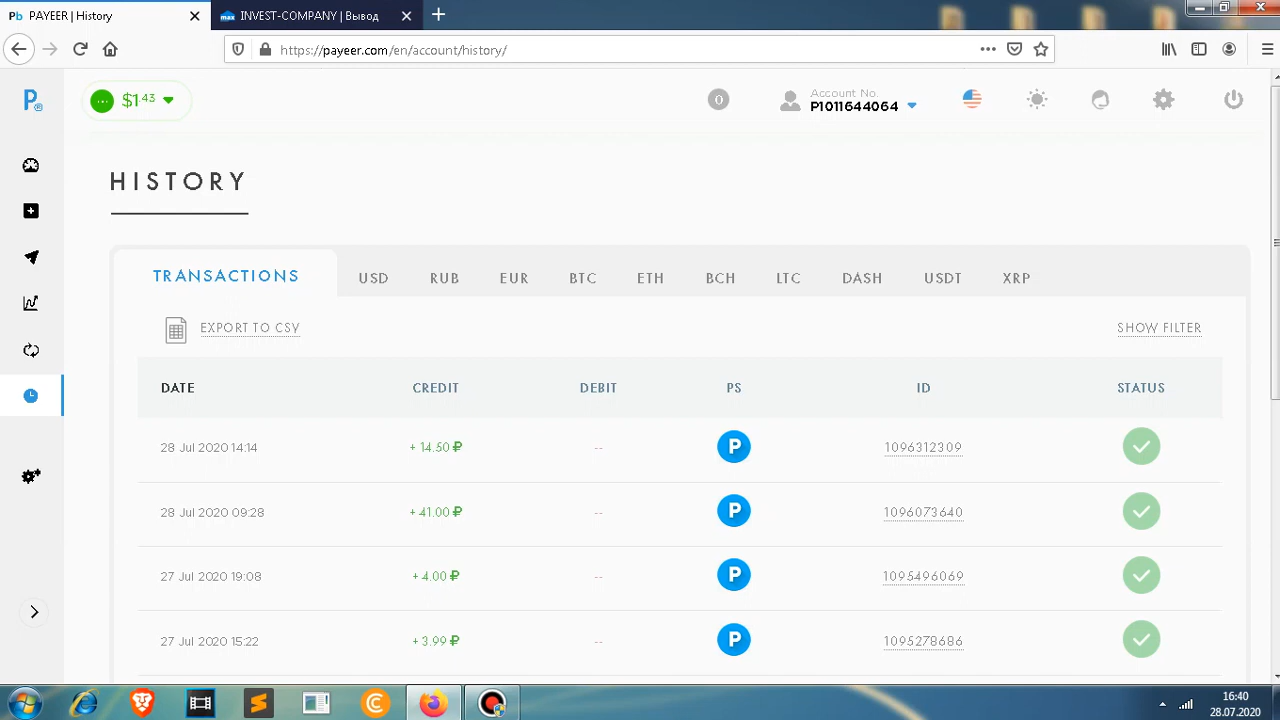 PAYEER | History
INVEST-COMPANY | Вывод
https://payeer.com/en/account/history/
$1.43
0
Account No.
P1011644064
HISTORY
TRANSACTIONS USD RUB EUR BTC ETH BCH LTC DASH USDT XRP
EXPORT TO CSV
SHOW FILTER
DATE CREDIT DEBIT PS ID STATUS
28 Jul 2020 14:14 + 14.50 ₽ -- P 1096312309
28 Jul 2020 09:28 + 41.00 ₽ -- P 1096073640
27 Jul 2020 19:08 + 4.00 ₽ -- P 1095496069
27 Jul 2020 15:22 + 3.99 ₽ -- P 1095278686
16:40
28.07.2020